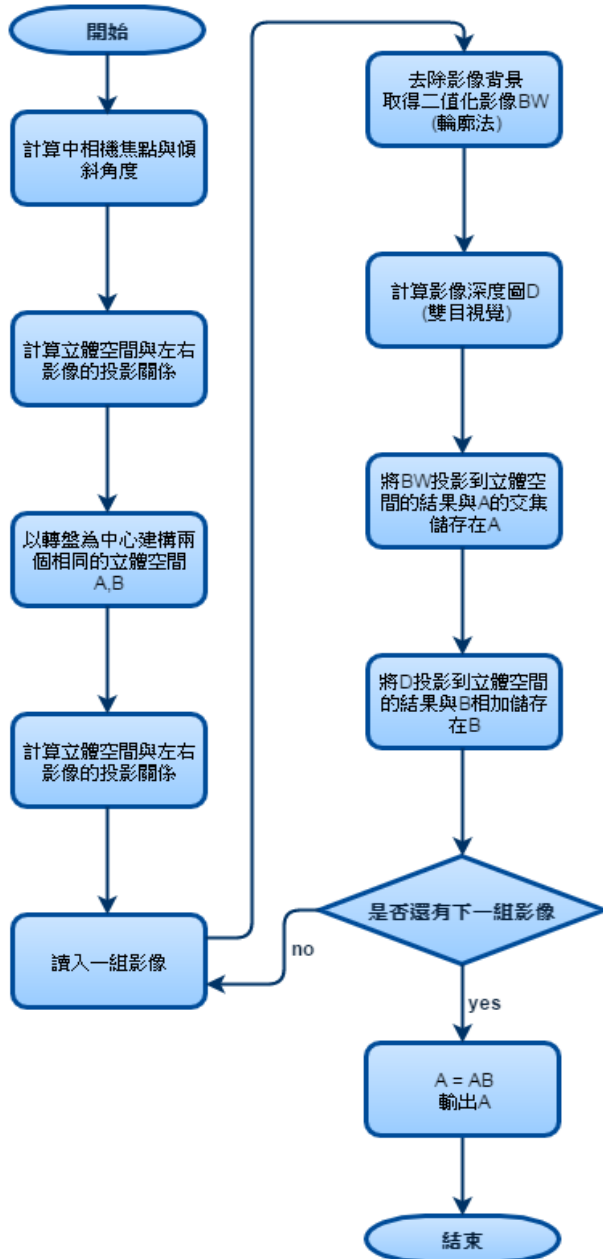 開始
計算中相機焦點與傾
斜角度
計算立體空間與左右
影像的投影關係
以轉盤為中心建構兩
個相同的立體空間
A,B
計算立體空間與左右
影像的投影關係
讀入一組影像
去除影像背景
取得二值化影像BW
(輪廓法)
計算影像深度圖D
(雙目視覺)
將BW投影到立體空
間的結果與A的交集
儲存在A
將D投影到立體空間
的結果與B相加儲存
在B
是否還有下一組影像
no
yes
A = AB
輸出A
結束